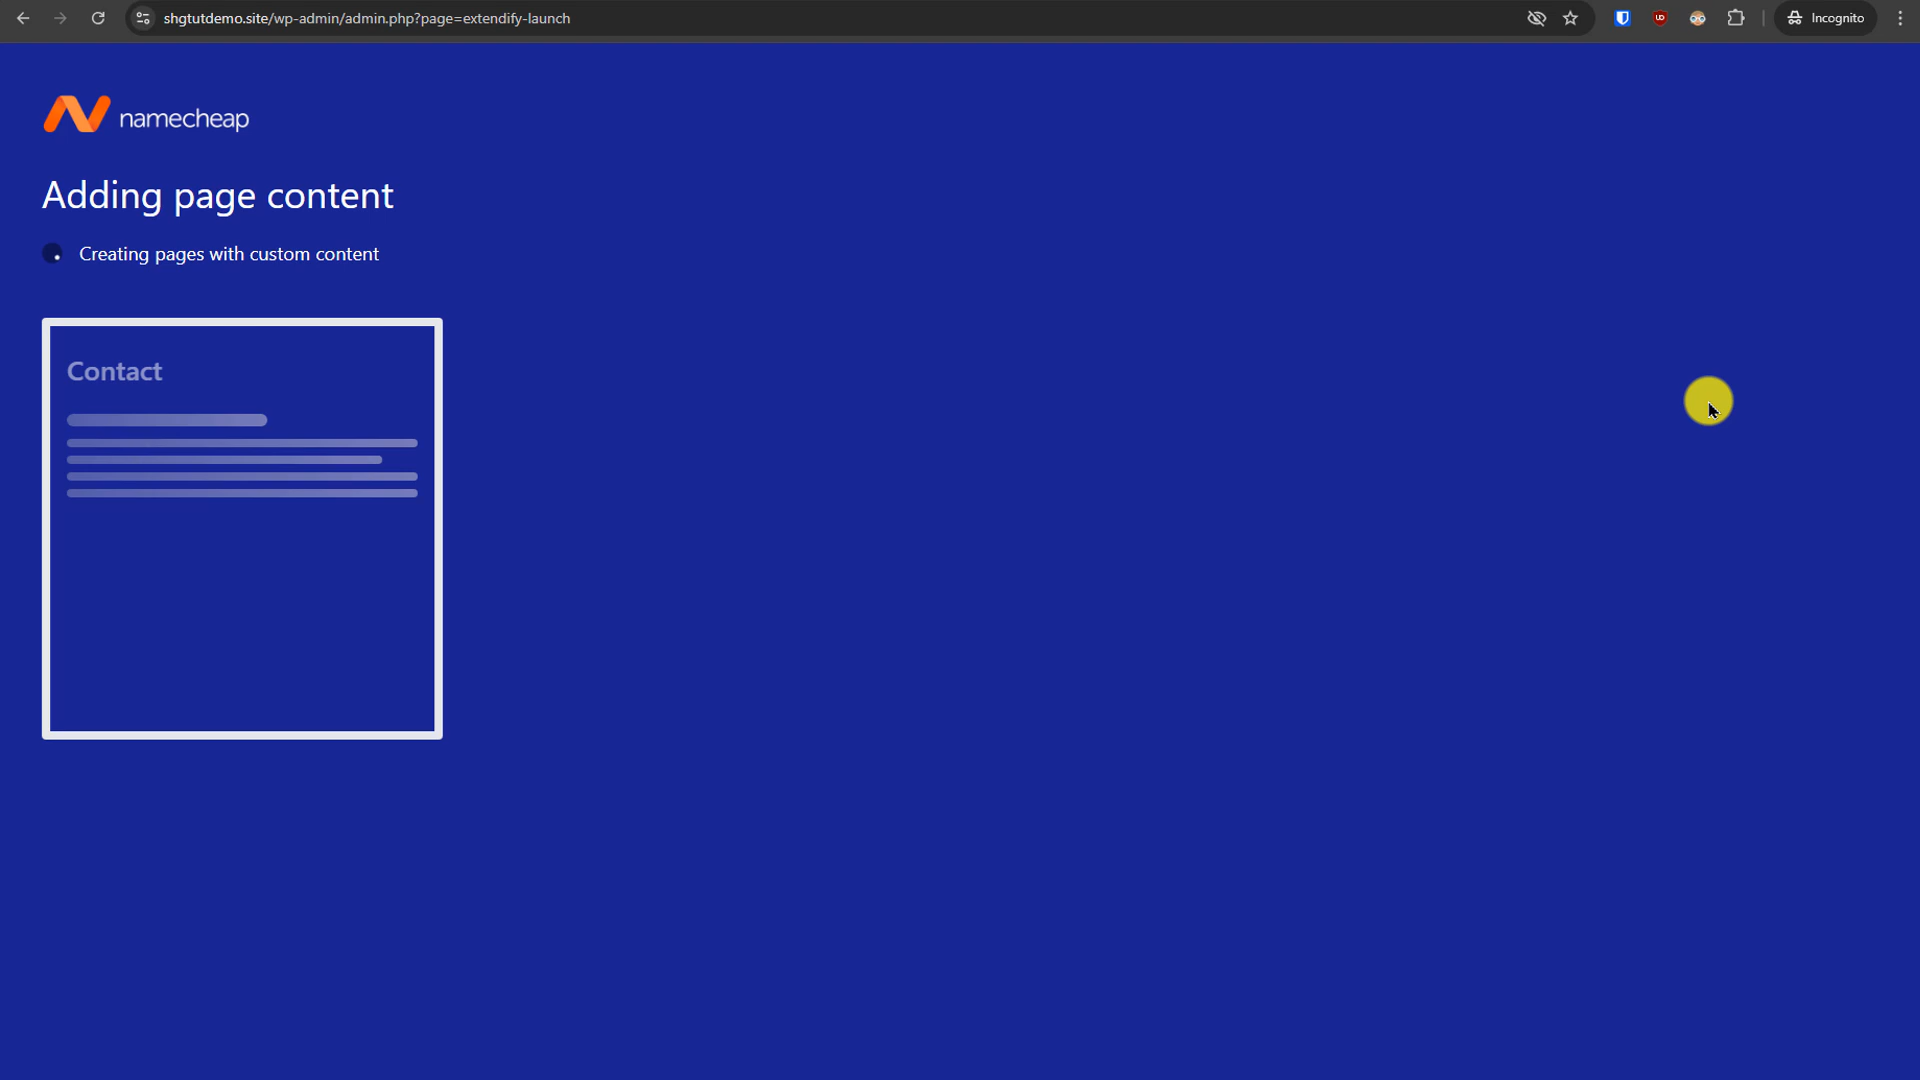 shgtutdemo.site/wp-admin/admin.php?page=extendify-launch
Incognito
namecheap
Adding page content
Creating pages with custom content
Contact